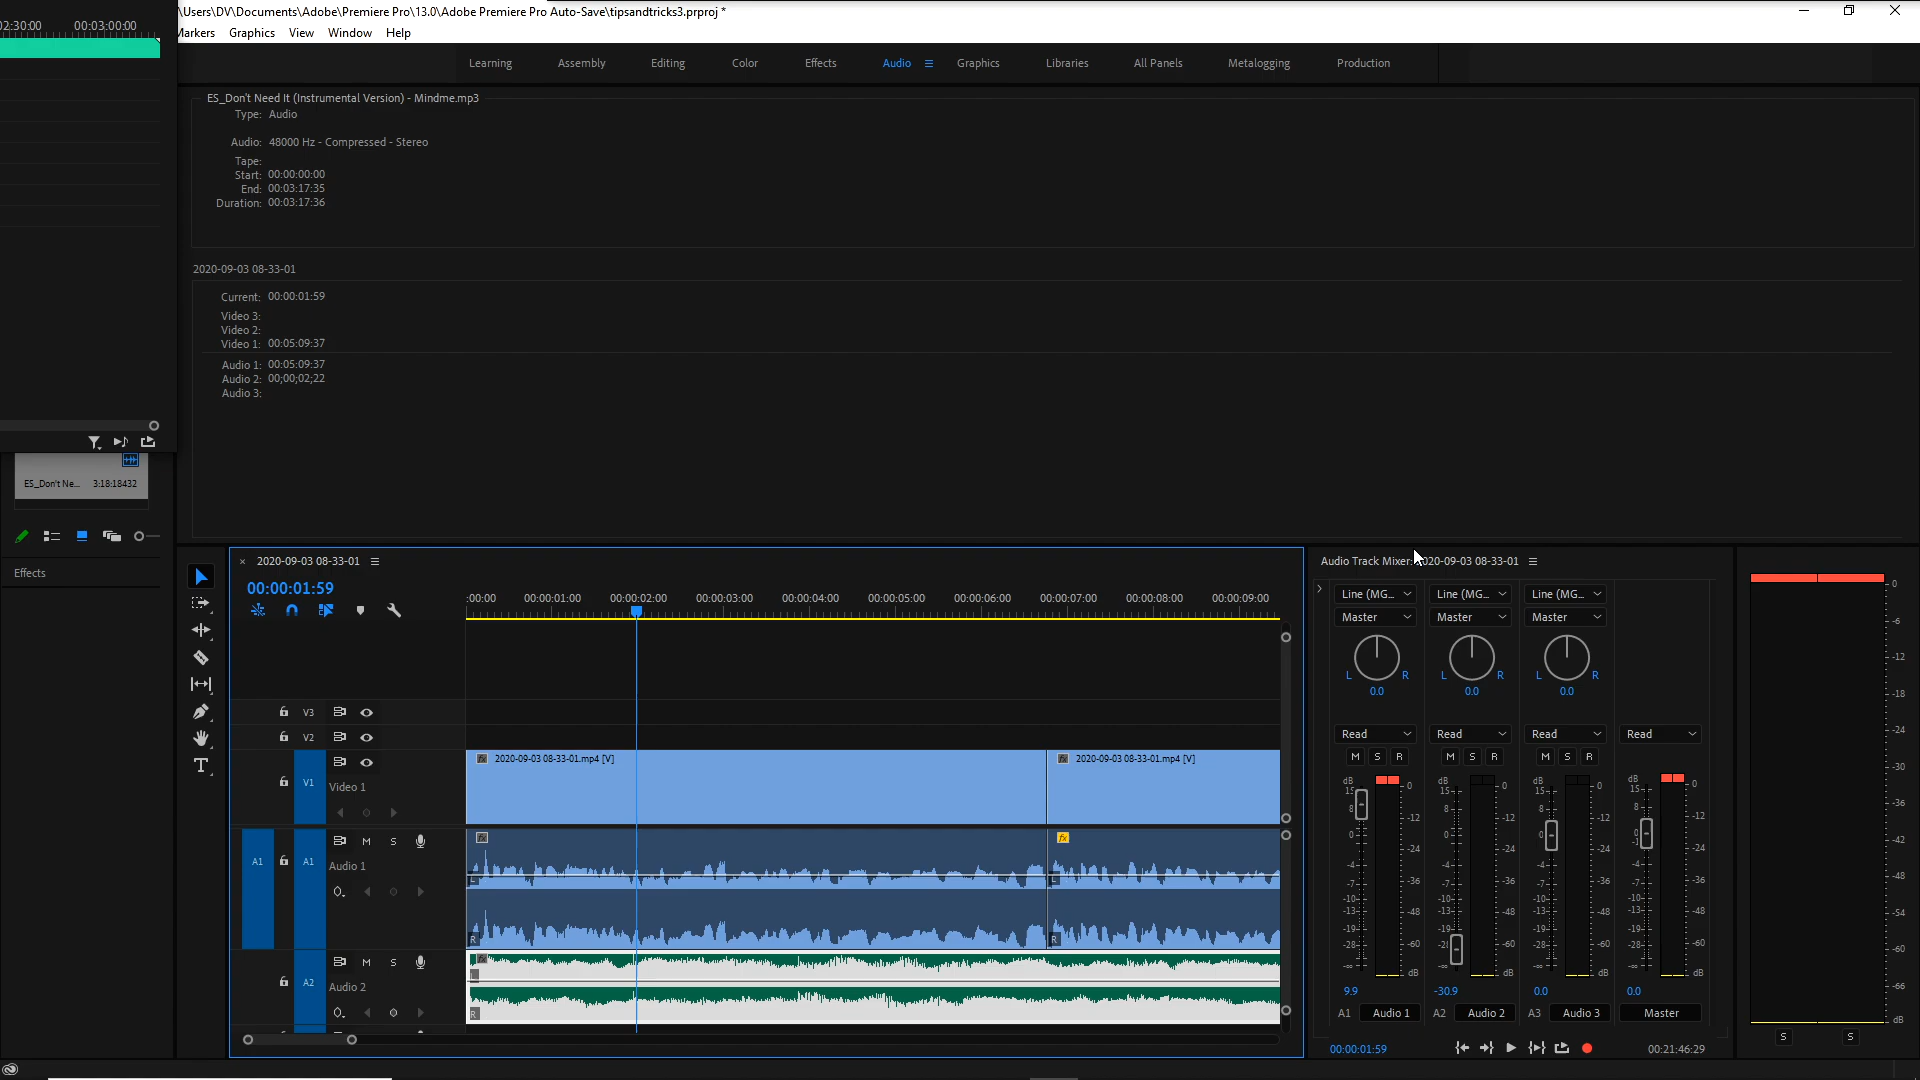 \Users\DV\Documents\Adobe\Premiere Pro\13.0\Adobe Premiere Pro Auto-Save\tipsandtricks3.prproj *
02:30:00 00:03:00:00
Markers Graphics View Window Help
Learning Assembly Editing Color Effects Audio Graphics Libraries All Panels Metalogging Production
ES_Don't Need It (Instrumental Version) - Mindme.mp3
Type: Audio
Audio: 48000 Hz - Compressed - Stereo
Tape:
Start: 00:00:00:00
End: 00:03:17:35
Duration: 00:03:17:36
2020-09-03 08-33-01
Current: 00:00:01:59
Video 3:
Video 2:
Video 1: 00:05:09:37
Audio 1: 00:05:09:37
Audio 2: 00;00;02;22
Audio 3:
ES_Don't Ne... 3:18:18432
Effects
2020-09-03 08-33-01
00:00:01:59
:00:00 00:00:01:00 00:00:02:00 00:00:03:00 00:00:04:00 00:00:05:00 00:00:06:00 00:00:07:00 00:00:08:00 00:00:09:00
V3
V2
V1 Video 1
2020-09-03 08-33-01.mp4 [V] 2020-09-03 08-33-01.mp4 [V]
A1 A1 M S
Audio 1
L L
R R
A2 M S
Audio 2
L
R
Audio Track Mixer: 2020-09-03 08-33-01
Line (MG... Line (MG... Line (MG...
Master Master Master
L R L R L R
0.0 0.0 0.0
Read Read Read Read
M S R M S R M S R
dB dB dB dB
15 15 15 15
8 8 8 8
0 0 0 0
-4 -4 -4 -4
-7 -7 -7 -7
-10 -10 -10 -10
-13 -13 -13 -13
-19 -19 -19 -19
-28 -28 -28
-∞ -∞ -∞ -∞
0 0 0 0
-12 -12 -12 -12
-24 -24 -24 -24
-36 -36 -36 -36
-48 -48 -48 -48
-60 -60 -60 -60
dB dB dB dB
9.9 -30.9 0.0 0.0
A1 Audio 1 A2 Audio 2 A3 Audio 3 Master
00:00:01:59 00:21:46:29
0
-6
-12
-18
-24
-30
-36
-42
-48
-54
-60
-66
dB
S S